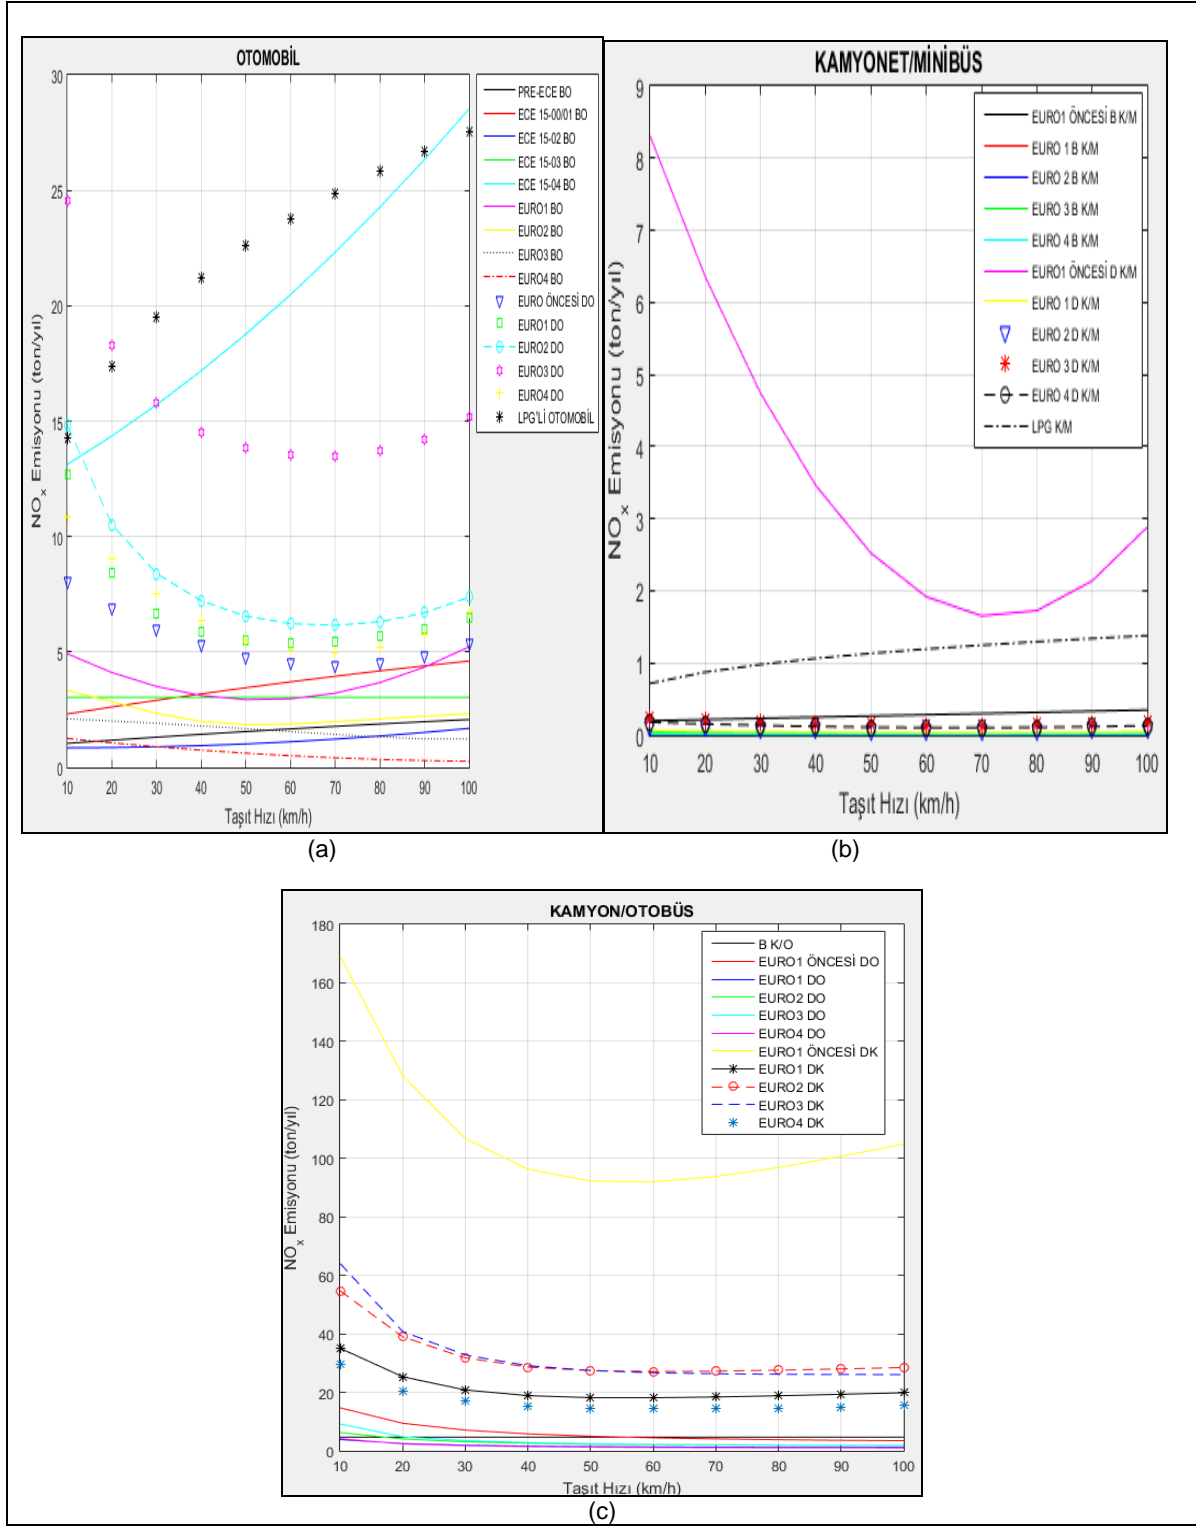 OTOMOBİL
30
25
20
15
10
5
0
NOx Emisyonu (ton/yıl)
10 20 30 40 50 60 70 80 90 100
Taşıt Hızı (km/h)
PRE-ECE BO
ECE 15-00/01 BO
ECE 15-02 BO
ECE 15-03 BO
ECE 15-04 BO
EURO1 BO
EURO2 BO
EURO3 BO
EURO4 BO
EURO ÖNCESİ DO
EURO1 DO
EURO2 DO
EURO3 DO
EURO4 DO
LPG'Lİ OTOMOBİL
(a)
KAMYONET/MİNİBÜS
9
8
7
6
5
4
3
2
1
0
NOx Emisyonu (ton/yıl)
10 20 30 40 50 60 70 80 90 100
Taşıt Hızı (km/h)
EURO1 ÖNCESİ B K/M
EURO 1 B K/M
EURO 2 B K/M
EURO 3 B K/M
EURO 4 B K/M
EURO1 ÖNCESİ D K/M
EURO 1 D K/M
EURO 2 D K/M
EURO 3 D K/M
EURO 4 D K/M
LPG K/M
(b)
KAMYON/OTOBÜS
180
160
140
120
100
80
60
40
20
0
NOx Emisyonu (ton/yıl)
10 20 30 40 50 60 70 80 90 100
Taşıt Hızı (km/h)
B K/O
EURO1 ÖNCESİ DO
EURO1 DO
EURO2 DO
EURO3 DO
EURO4 DO
EURO1 ÖNCESİ DK
EURO1 DK
EURO2 DK
EURO3 DK
EURO4 DK
(c)